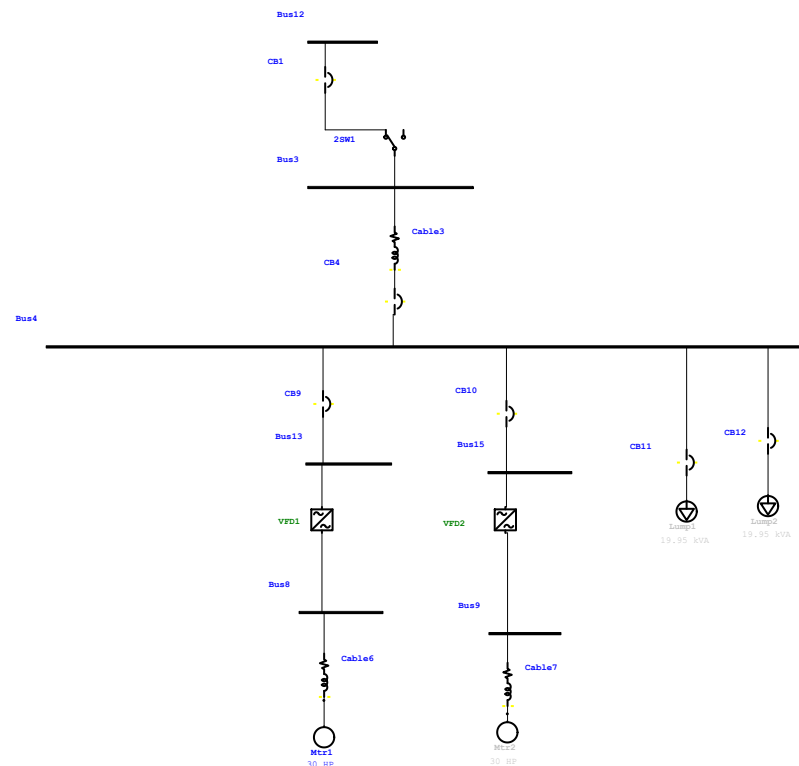 Bus12
CB1
2SW1
Bus3
Cable3
CB4
Bus4
CB9
CB10
Bus13
Bus15
CB11
CB12
VFD1
VFD2
Lump1
19.95 kVA
Lump2
19.95 kVA
Bus8
Bus9
Cable6
Cable7
Mtr1
30 HP
Mtr2
30 HP